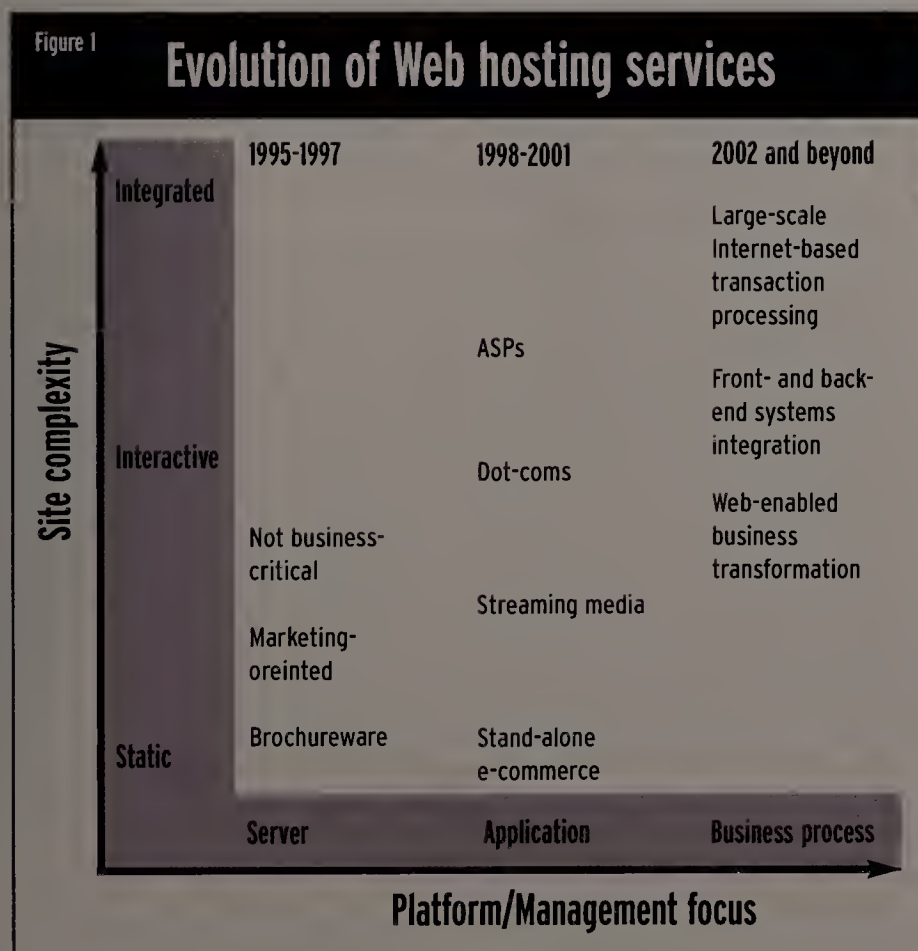 Figure 1
Evolution of Web hosting services
1995-1997
1998-2001
2002 and beyond
Integrated
Large-scale
Internet-based
transaction
processing
ASPs
Front- and back-
end systems
integration
Site complexity
Interactive
Dot-coms
Web-enabled
business
transformation
Not business-
critical
Streaming media
Marketing-
oreinted
Static
Brochureware
Stand-alone
e-commerce
Server
Application
Business process
Platform/Management focus